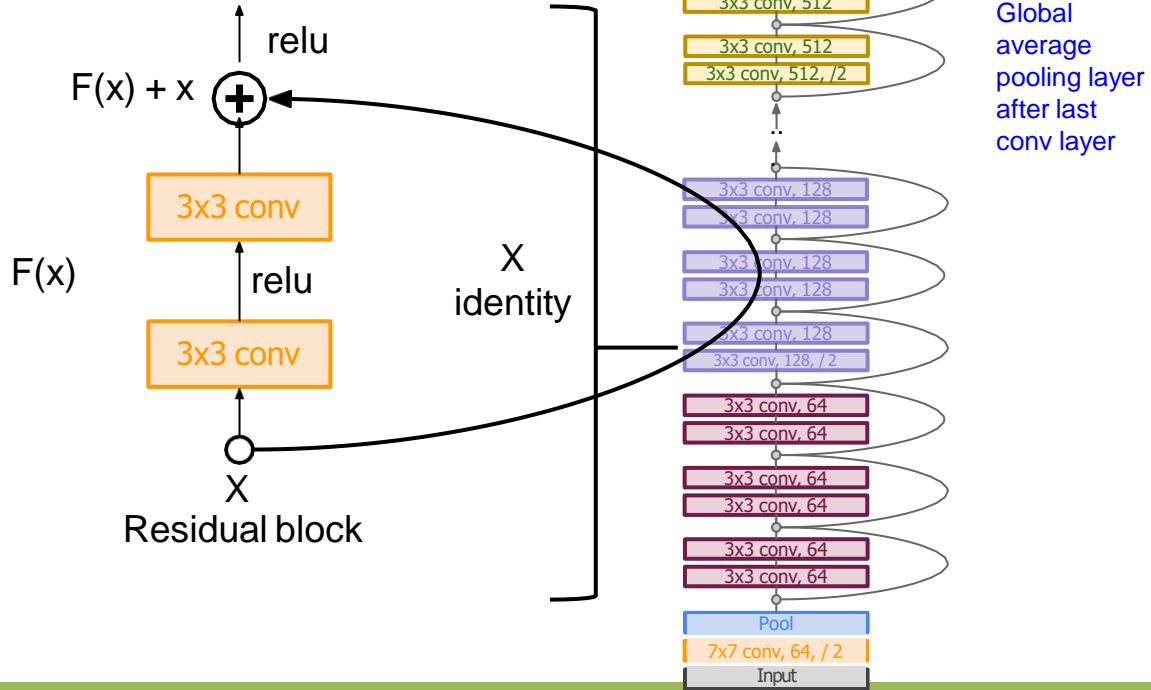 relu
F(x) + x
3x3 conv
F(x)
relu
3x3 conv
X
Residual block
X
identity
3x3 conv, 512
3x3 conv, 512
3x3 conv, 512, /2
..
.
3x3 conv, 128
3x3 conv, 128
3x3 conv, 128
3x3 conv, 128
3x3 conv, 128
3x3 conv, 128, / 2
3x3 conv, 64
3x3 conv, 64
3x3 conv, 64
3x3 conv, 64
3x3 conv, 64
3x3 conv, 64
Pool
7x7 conv, 64, / 2
Input
Global
average
pooling layer
after last
conv layer